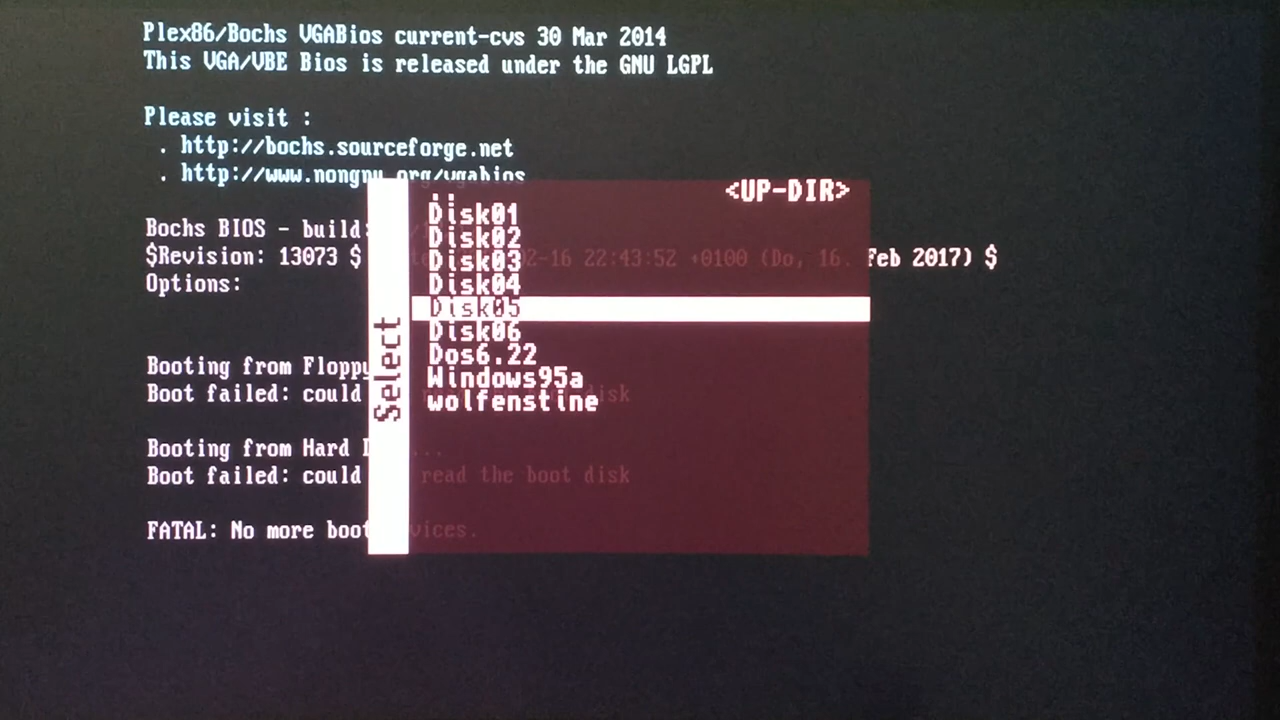 Plex86/Bochs VGABios current-cvs 30 Mar 2014
This VGA/VBE Bios is released under the GNU LGPL
Please visit :
. http://bochs.sourceforge.net
. http://www.nongnu.org/vgabios
Bochs BIOS - build:
$Revision: 13073 $ 02-16 22:43:52 +0100 (Do, 16. Feb 2017) $
Options:
Booting from Floppy
Boot failed: could disk
Booting from Hard ...
Boot failed: could read the boot disk
FATAL: No more boot devices.
Select
.. <UP-DIR>
Disk01
Disk02
Disk03
Disk04
Disk05
Disk06
Dos6.22
Windows95a
wolfenstine